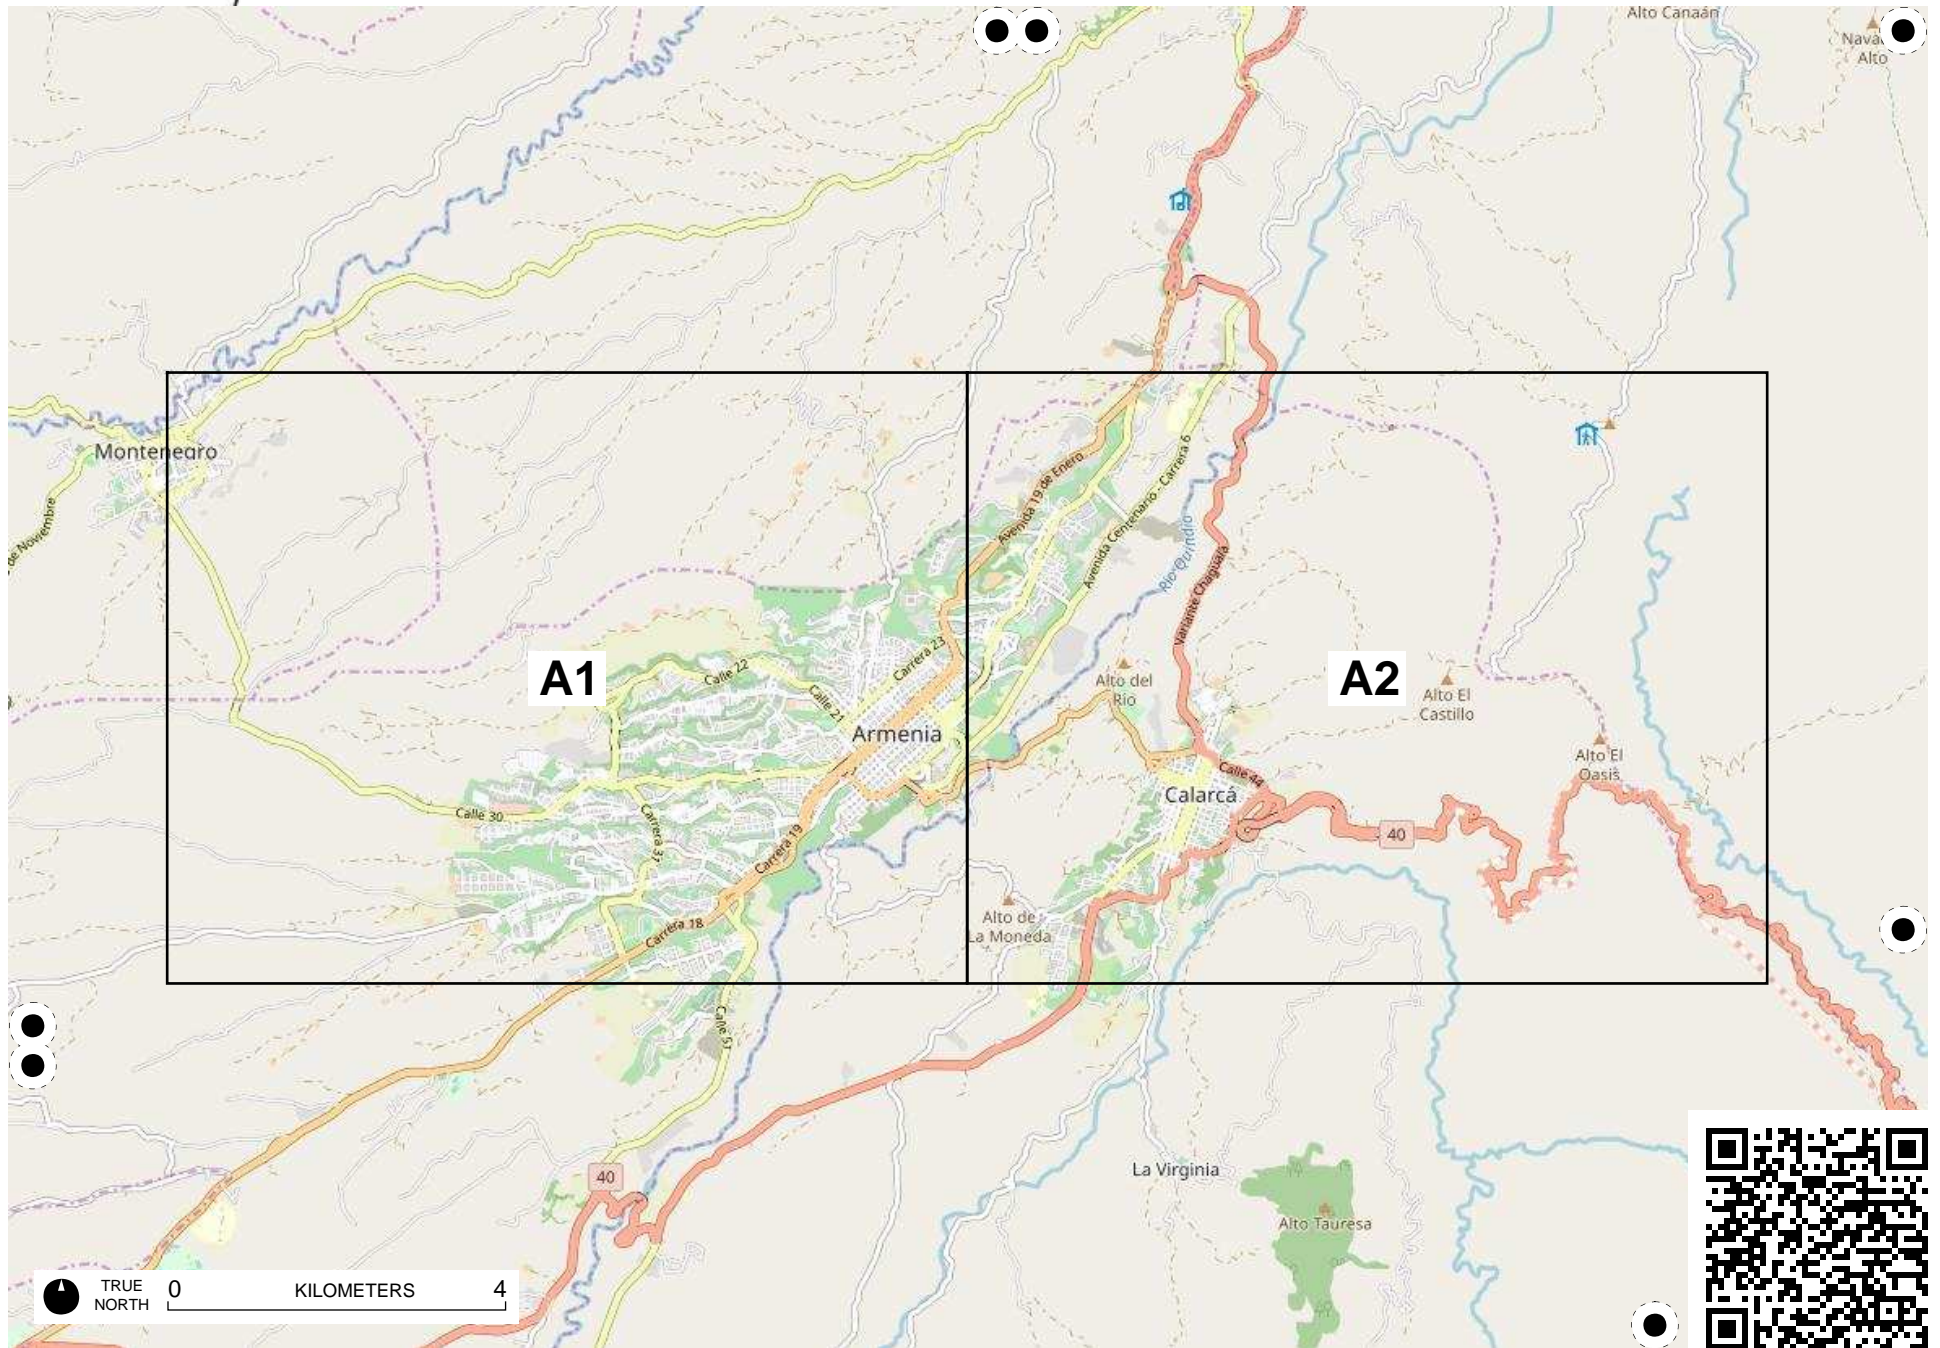 Alto Canaán
Alto
Montenegro
de Noviembre
Avenida 19 de Enero
Avenida Centenario - Carrera 6
Río Quindío
Variante Chagualá
A1
A2
Calle 22
Carrera 23
Calle 21
Alto del
Río
Alto El
Castillo
Armenia
Alto El
Oasis
Calle 44
Calarcá
Calle 30
Carrera 31
Carrera 19
40
Alto de
La Moneda
Carrera 18
Calle 51
La Virginia
40
Alto Tauresa
TRUE
NORTH
0
KILOMETERS
4